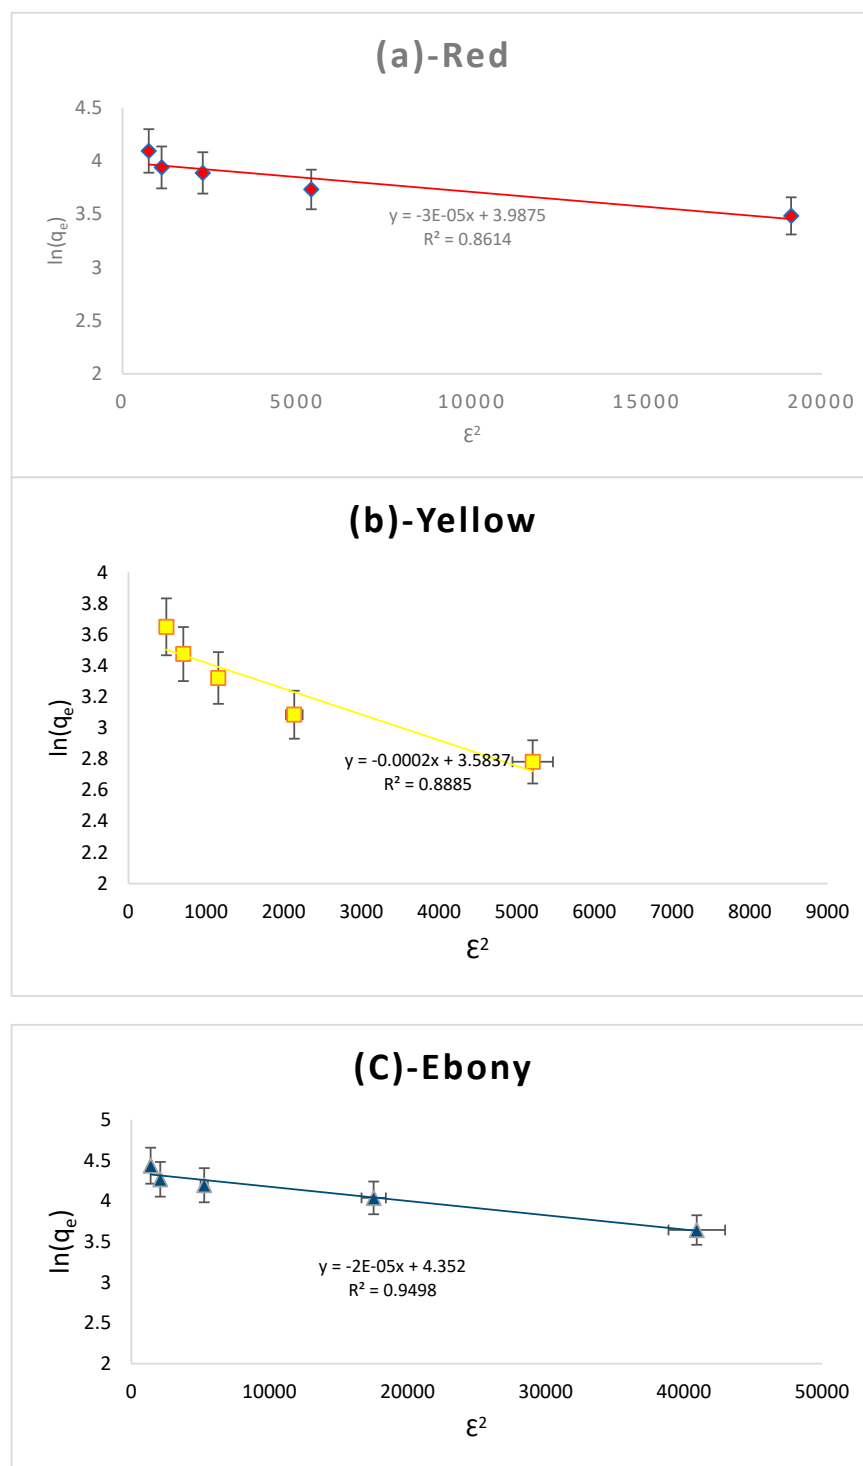 (a)-Red
4.5
4
3.5
3
2.5
2
ln(qₑ)
y = -3E-05x + 3.9875
R² = 0.8614
0 5000 10000 15000 20000
Ɛ²
(b)-Yellow
4
3.8
3.6
3.4
3.2
3
2.8
2.6
2.4
2.2
2
ln(qₑ)
y = -0.0002x + 3.5837
R² = 0.8885
0 1000 2000 3000 4000 5000 6000 7000 8000 9000
Ɛ²
(C)-Ebony
5
4.5
4
3.5
3
2.5
2
ln(qₑ)
y = -2E-05x + 4.352
R² = 0.9498
0 10000 20000 30000 40000 50000
Ɛ²